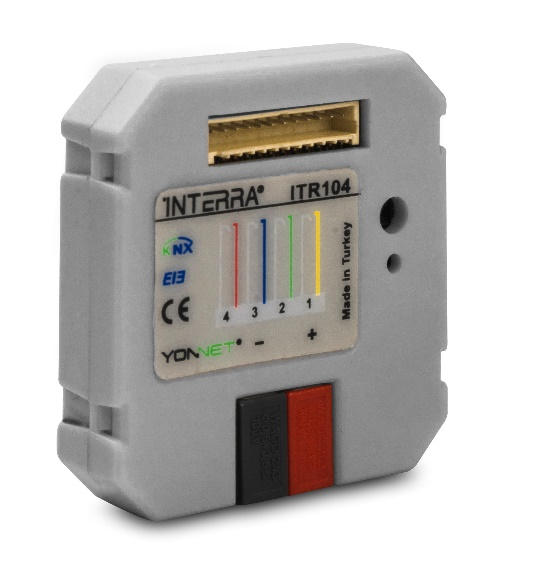 INTERRA® ITR104
KNX
EIB
CE
4 3 2 1
Made in Turkey
YONNET® - +